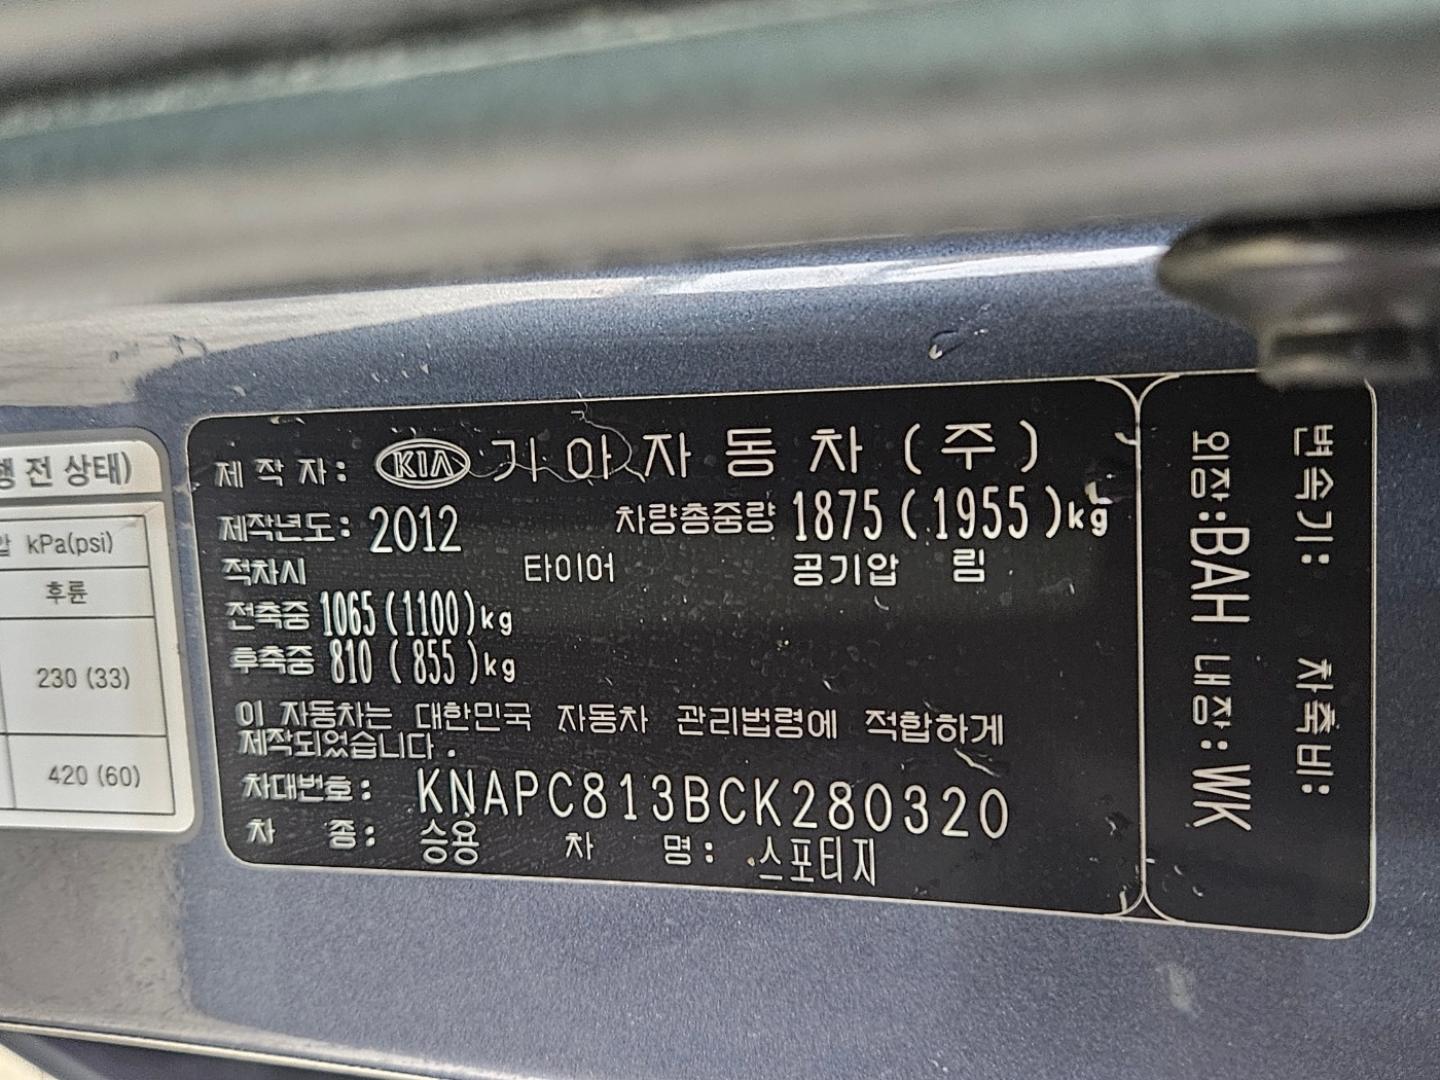 행 전 상태)
압 kPa(psi)
후륜
230 (33)
420 (60)
제 작 자: KIA 기아자동차(주)
제작년도: 2012 차량총중량 1875 (1955)kg
적차시 타이어 공기압 림
전축중 1065 (1100)kg
후축중 810 (855)kg
이 자동차는 대한민국 자동차 관리법령에 적합하게
제작되었습니다.
차대번호: KNAPC813BCK280320
차 종: 승용 차 명: 스포티지
변속기: 차축비:
외장:BAH 내장:WK